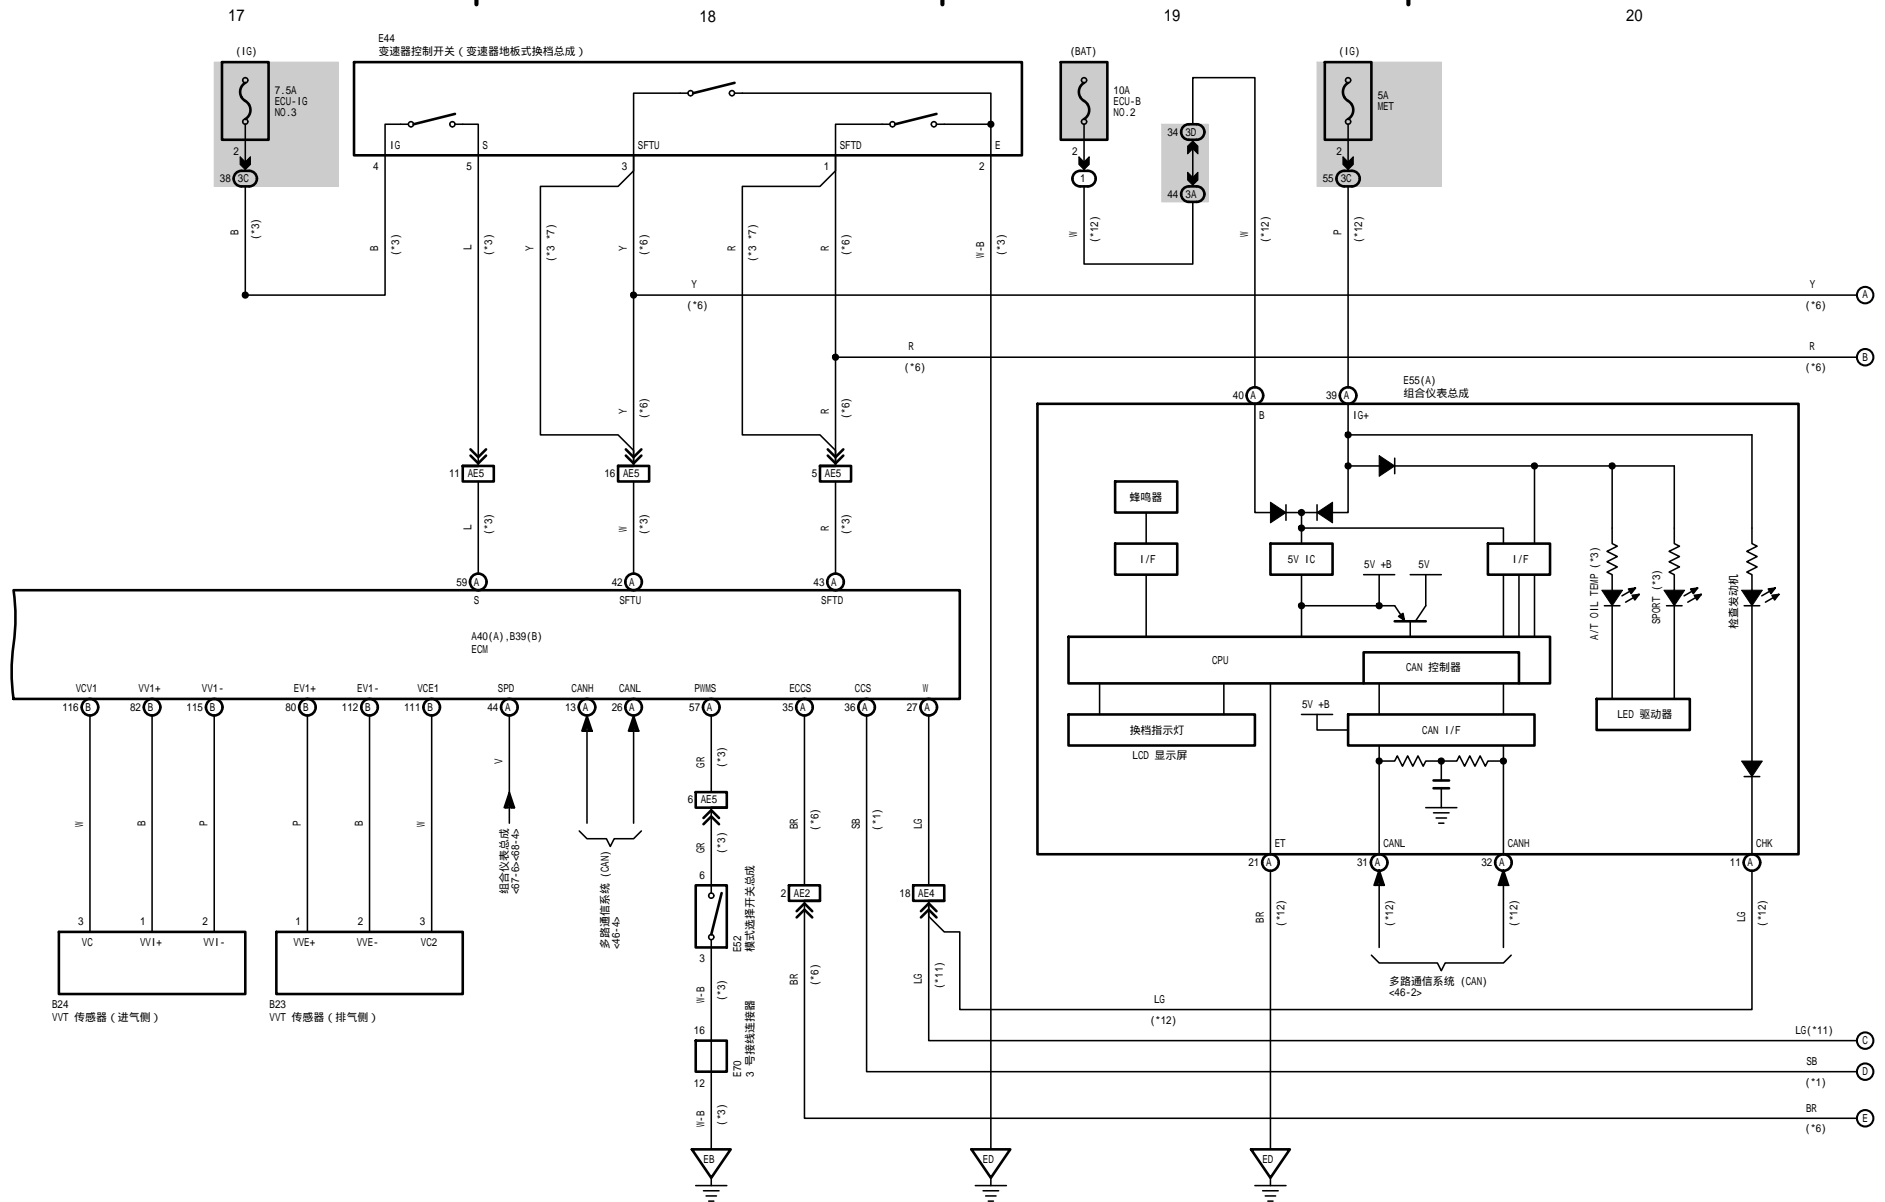 17
18
19
20
(IG)
7.5A
ECU-IG
NO.3
2
38 3C
E44
变速器控制开关(变速器地板式换档总成)
IG
S
SFTU
SFTD
E
4
5
3
1
2
(BAT)
10A
ECU-B
NO.2
2
1
34 3D
44 3A
(IG)
5A
MET
2
55 3C
B
(*3)
B
(*3)
L
(*3)
Y
(*3 *7)
Y
(*6)
R
(*3 *7)
R
(*6)
W-B
(*3)
W
(*12)
W
(*12)
P
(*12)
Y
(*6)
Y
(*6)
A
R
(*6)
R
(*6)
B
Y
(*6)
R
(*6)
11 AE5
16 AE5
5 AE5
L
(*3)
W
(*3)
R
(*3)
59 A
42 A
43 A
S
SFTU
SFTD
A40(A),B39(B)
ECM
VCV1
VV1+
VV1-
EV1+
EV1-
VCE1
SPD
CANH
CANL
PWMS
ECCS
CCS
W
116 B
82 B
115 B
80 B
112 B
111 B
44 A
13 A
26 A
57 A
35 A
36 A
27 A
W
B
P
P
B
W
V
组合仪表总成
<67-6><68-4>
多路通信系统 (CAN)
<46-4>
GR
(*3)
6 AE5
GR
(*3)
6
E52
模式选择开关总成
3
W-B
(*3)
16
E70
3 号接线连接器
12
W-B
(*3)
EB
BR
(*6)
2 AE2
BR
(*6)
SB
(*1)
LG
18 AE4
LG
(*11)
3
1
2
1
2
3
VC
VVI+
VVI-
VVE+
VVE-
VC2
B24
VVT 传感器(进气侧)
B23
VVT 传感器(排气侧)
ED
ED
40 A
39 A
E55(A)
组合仪表总成
B
IG+
蜂鸣器
I/F
5V IC
5V +B
5V
I/F
A/T OIL TEMP (*3)
SPORT (*3)
检查发动机
CPU
CAN 控制器
换档指示灯
LCD 显示屏
5V +B
CAN I/F
LED 驱动器
ET
CANL
CANH
CHK
21 A
31 A
32 A
11 A
BR
(*12)
(*12)
(*12)
LG
(*12)
多路通信系统 (CAN)
<46-2>
LG
(*12)
LG(*11)
C
SB
(*1)
D
BR
(*6)
E